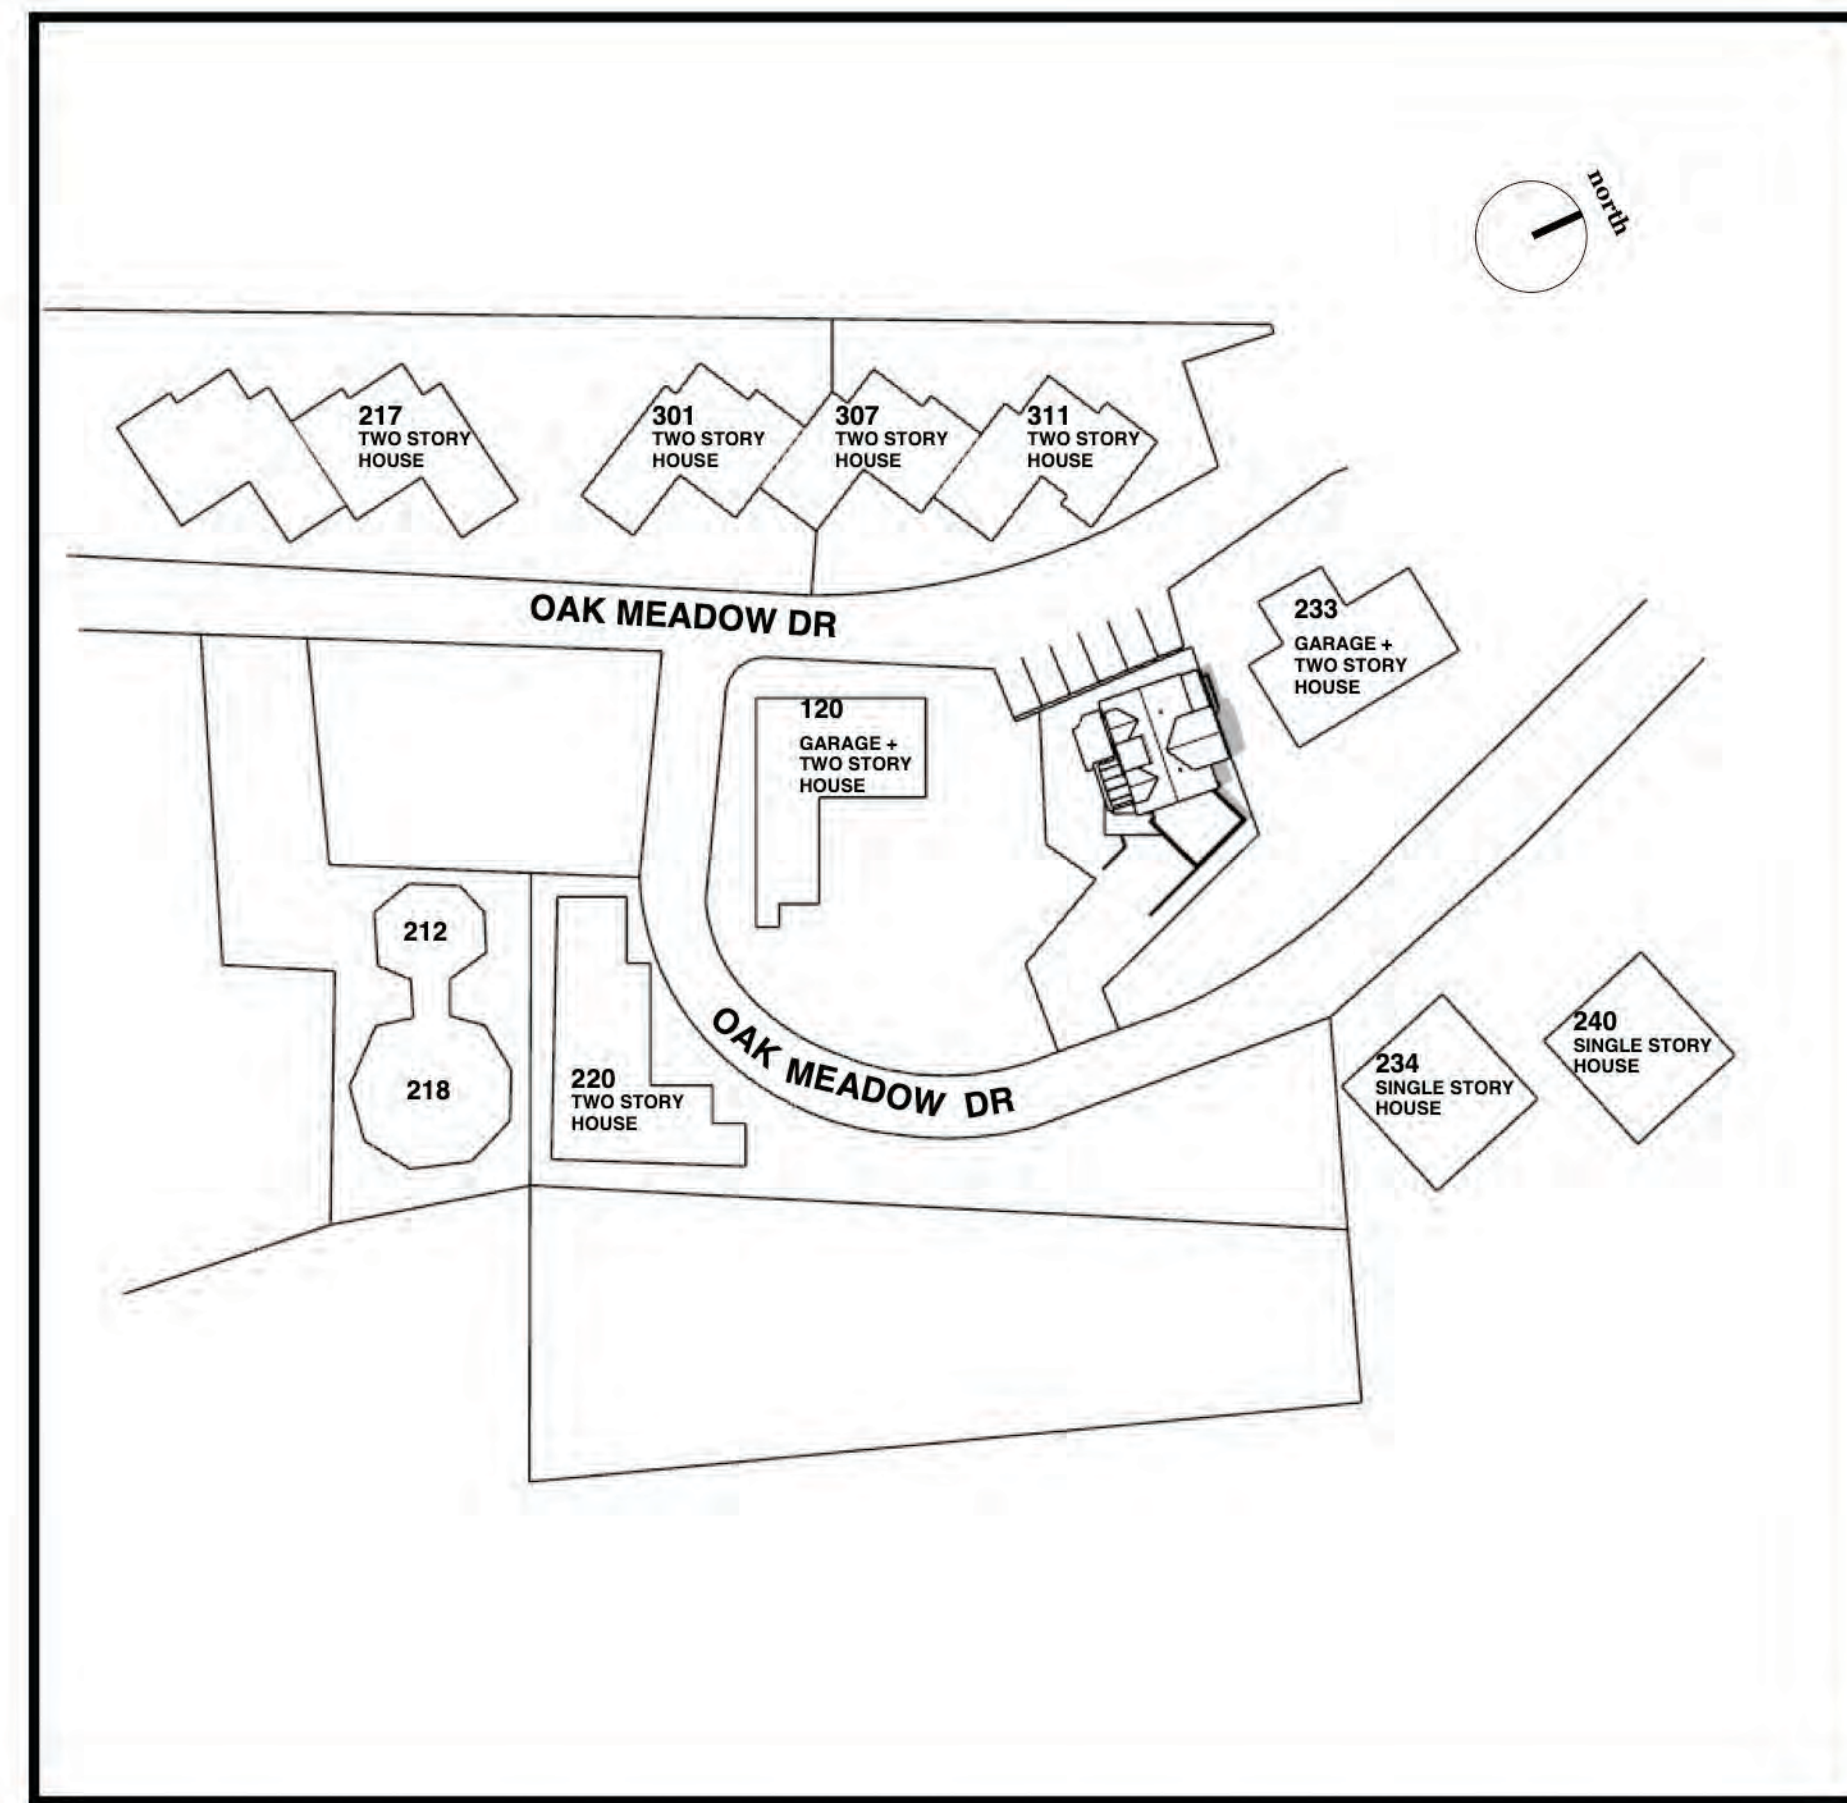 north
217
TWO STORY
HOUSE
301
TWO STORY
HOUSE
307
TWO STORY
HOUSE
311
TWO STORY
HOUSE
OAK MEADOW DR
233
GARAGE +
TWO STORY
HOUSE
120
GARAGE +
TWO STORY
HOUSE
212
218
220
TWO STORY
HOUSE
OAK MEADOW DR
234
SINGLE STORY
HOUSE
240
SINGLE STORY
HOUSE